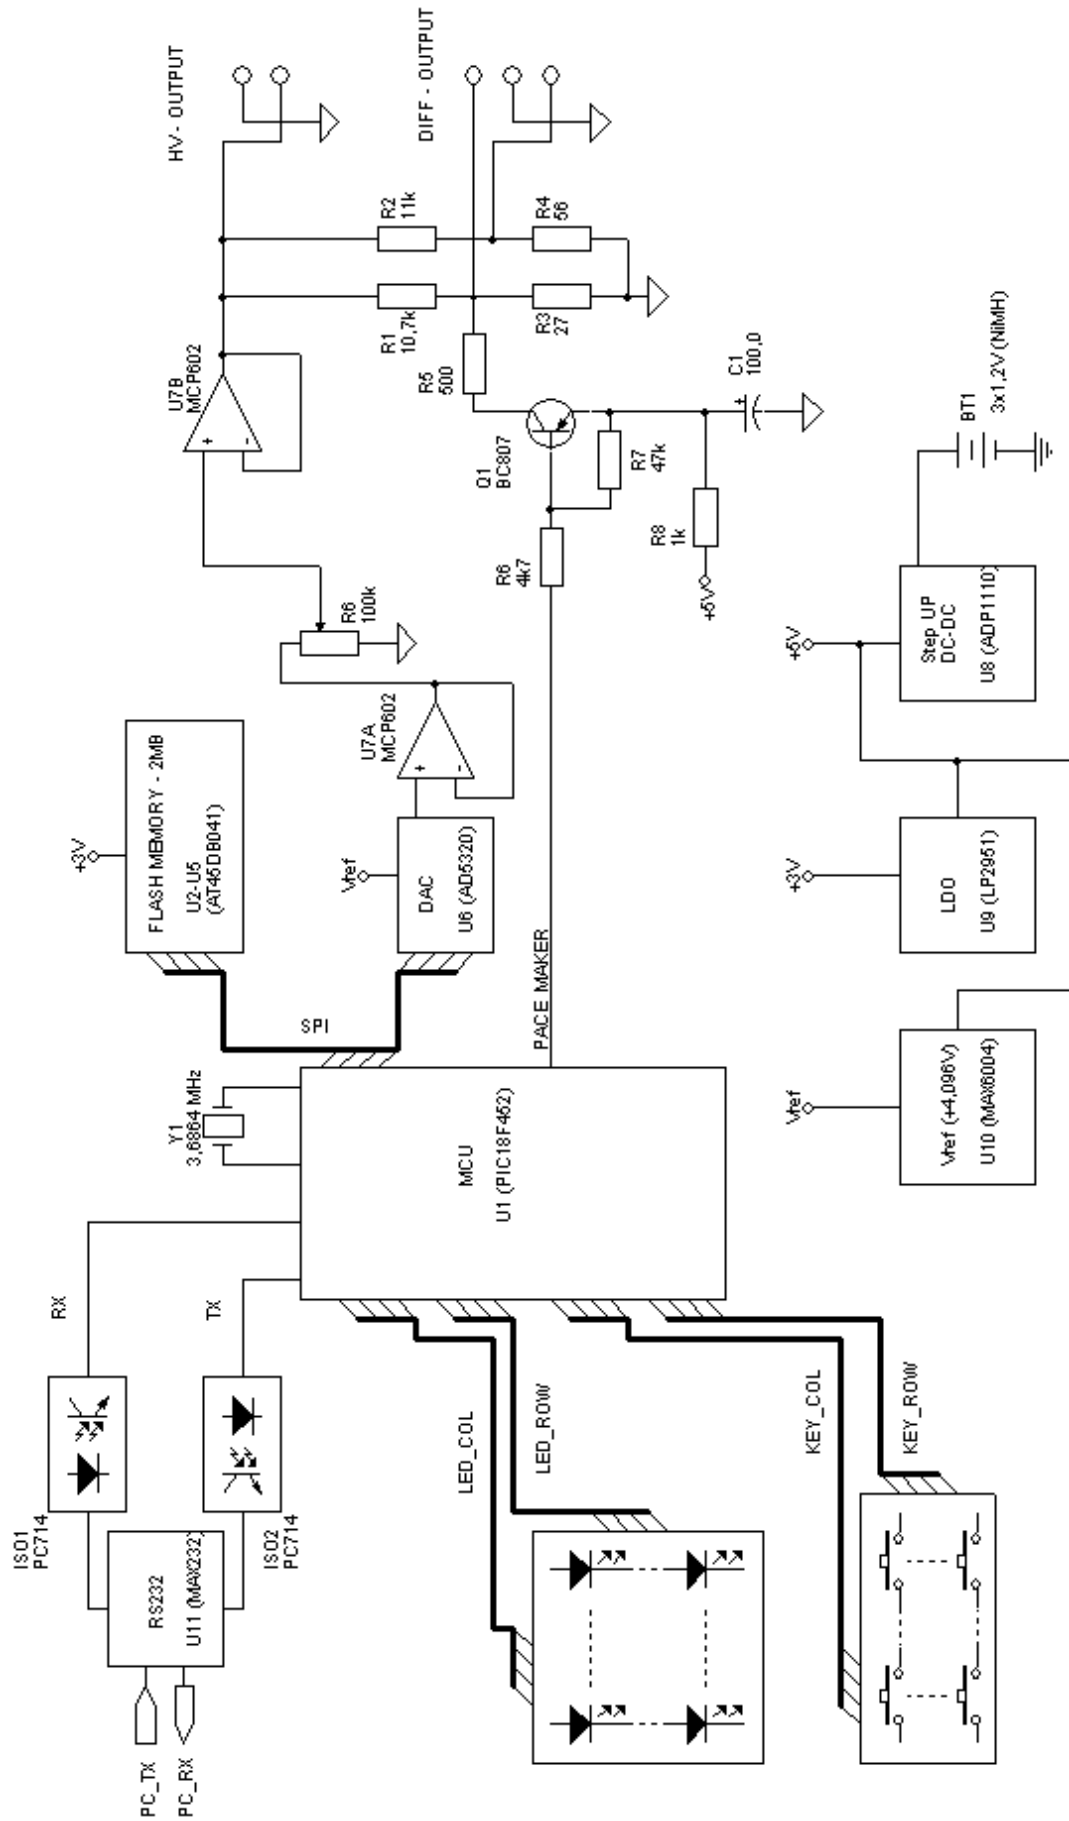 PC_TX
PC_RX
RS232
U11 (MAX232)
ISO1
PC714
ISO2
PC714
RX
TX
Y1
3,6864 MHz
MCU
U1 (PIC18F452)
SPI
+3V
FLASH MEMORY - 2MB
U2-U5
(AT45DB041)
Vref
DAC
U6 (AD5320)
U7A
MCP602
R6
100k
U7B
MCP602
HV - OUTPUT
DIFF - OUTPUT
R2
11k
R1
10,7k
R4
56
R3
27
R5
500
Q1
BC807
R7
47k
R6
4k7
R8
1k
+5V
C1
100,0
PACE MAKER
LED_COL
LED_ROW
KEY_COL
KEY_ROW
Vref
Vref (+4,096V)
U10 (MAX6004)
+3V
LDO
U9 (LP2951)
+5V
Step UP
DC-DC
U8 (ADP1110)
BT1
3x1,2V (NiMH)